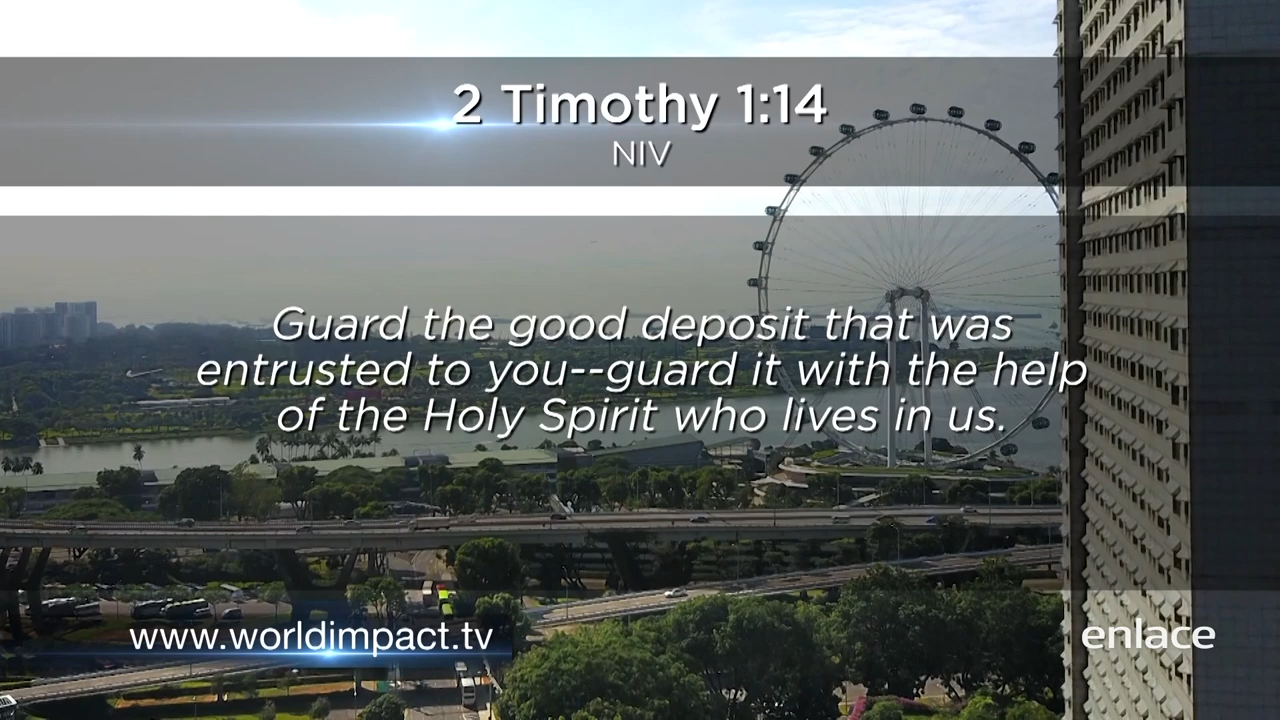 2 Timothy 1:14
NIV
Guard the good deposit that was
entrusted to you--guard it with the help
of the Holy Spirit who lives in us.
www.worldimpact.tv
enlace